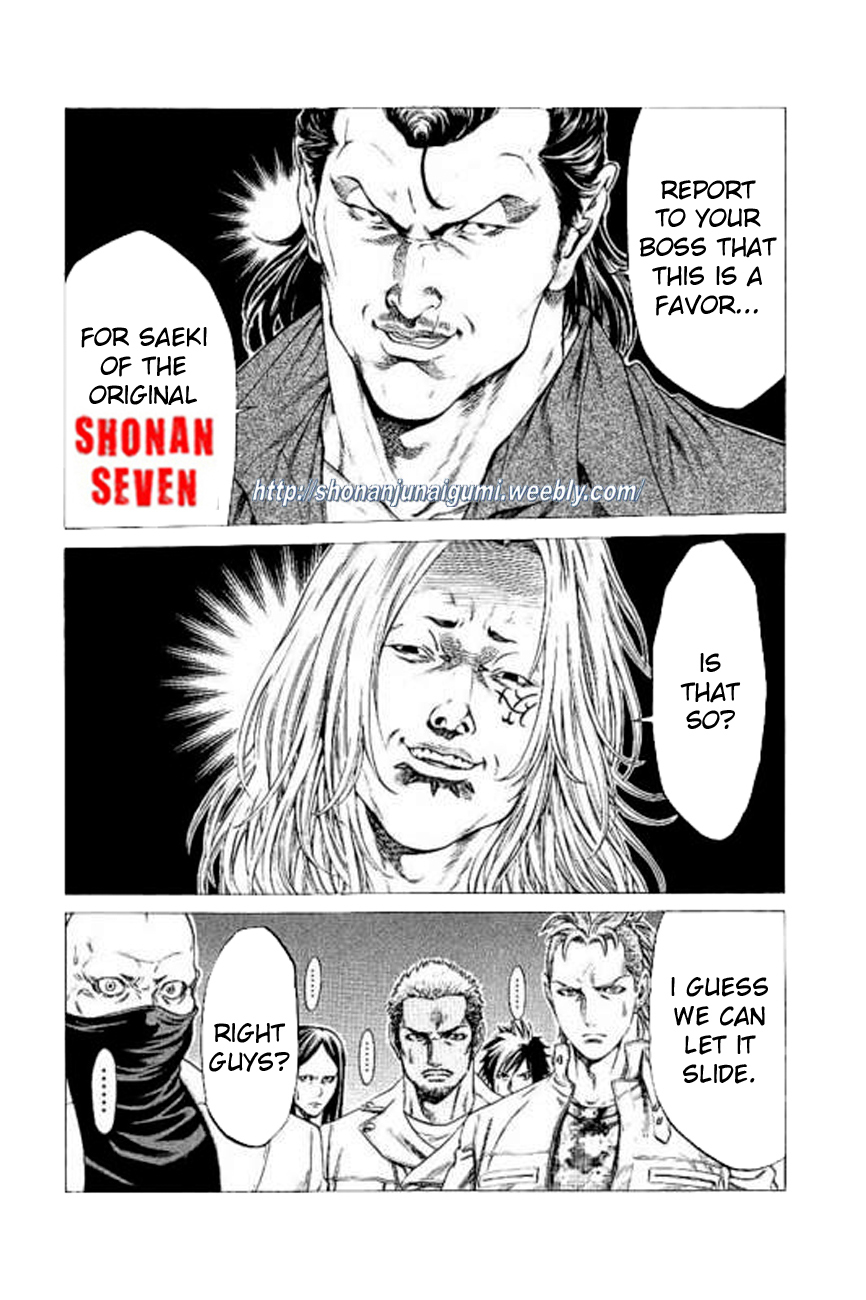 REPORT
TO YOUR
BOSS THAT
THIS IS A
FAVOR...
FOR SAEKI
OF THE
ORIGINAL
SHONAN
SEVEN
http://shonanjunaigumi.weebly.com/
IS
THAT
SO?
I GUESS
WE CAN
LET IT
SLIDE.
RIGHT
GUYS?